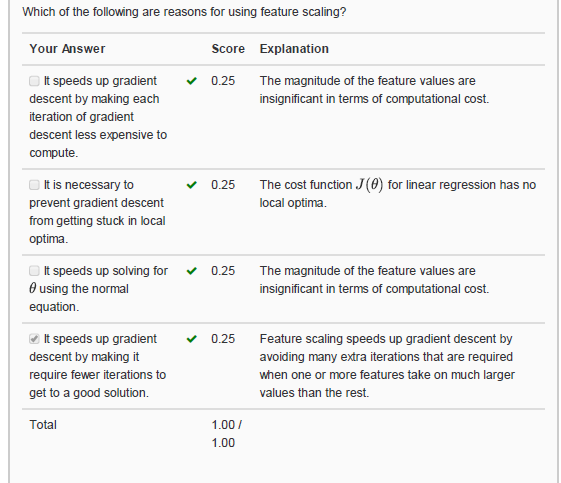 Which of the following are reasons for using feature scaling?
Your Answer Score Explanation
It speeds up gradient
descent by making each
iteration of gradient
descent less expensive to
compute.
0.25
The magnitude of the feature values are
insignificant in terms of computational cost.
It is necessary to
prevent gradient descent
from getting stuck in local
optima.
0.25
The cost function J(θ) for linear regression has no
local optima.
It speeds up solving for
θ using the normal
equation.
0.25
The magnitude of the feature values are
insignificant in terms of computational cost.
It speeds up gradient
descent by making it
require fewer iterations to
get to a good solution.
0.25
Feature scaling speeds up gradient descent by
avoiding many extra iterations that are required
when one or more features take on much larger
values than the rest.
Total
1.00 /
1.00